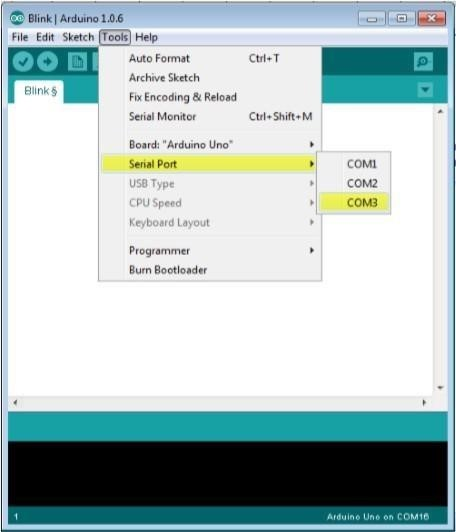 Blink | Arduino 1.0.6
File Edit Sketch Tools Help
Blink §
Auto Format Ctrl+T
Archive Sketch
Fix Encoding & Reload
Serial Monitor Ctrl+Shift+M
Board: "Arduino Uno"
Serial Port
USB Type
CPU Speed
Keyboard Layout
Programmer
Burn Bootloader
COM1
COM2
COM3
1 Arduino Uno on COM16